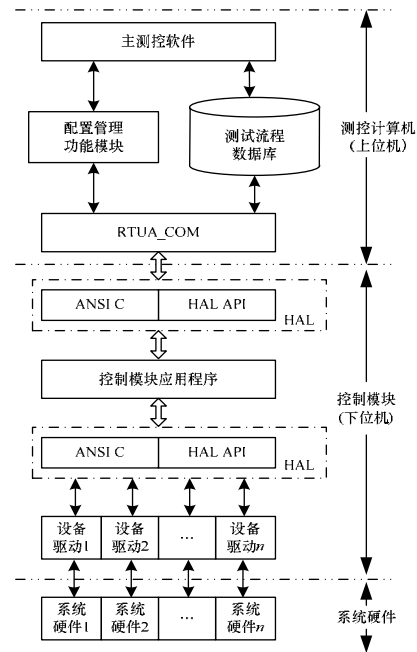 主测控软件
配置管理
功能模块
测试流程
数据库
测控计算机
(上位机)
RTUA_COM
ANSI C
HAL API
HAL
控制模块应用程序
控制模块
(下位机)
ANSI C
HAL API
HAL
设备
驱动1
设备
驱动2
…
设备
驱动n
系统
硬件1
系统
硬件2
…
系统
硬件n
系统硬件